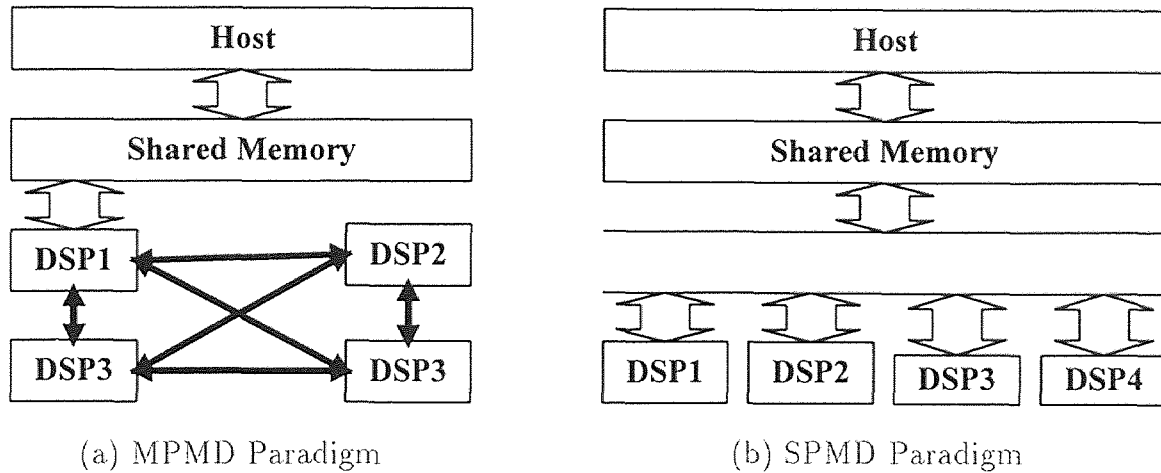 Host
Shared Memory
DSP1
DSP2
DSP3
DSP3
(a) MPMD Paradigm
Host
Shared Memory
DSP1
DSP2
DSP3
DSP4
(b) SPMD Paradigm